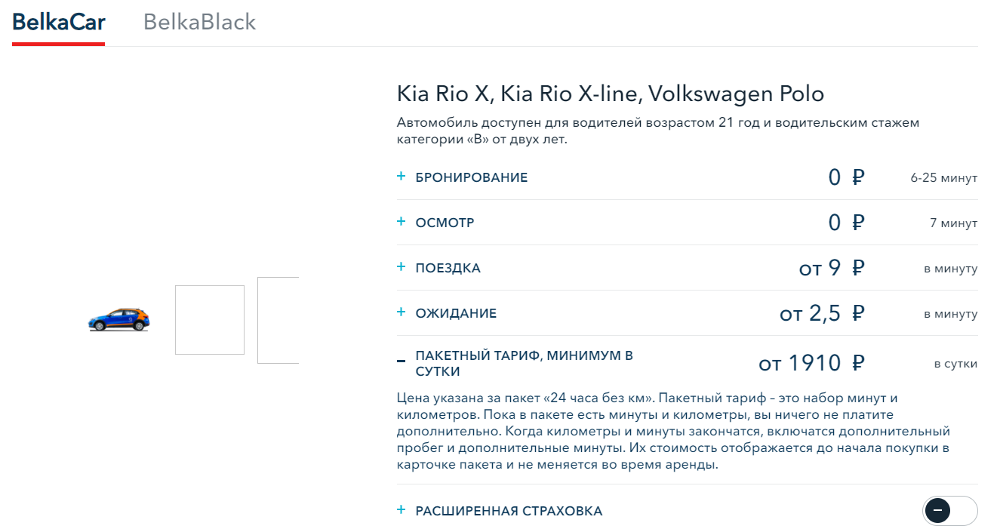 BelkaCar BelkaBlack
Kia Rio X, Kia Rio X-line, Volkswagen Polo
Автомобиль доступен для водителей возрастом 21 год и водительским стажем
категории «В» от двух лет.
+ БРОНИРОВАНИЕ 0 ₽ 6-25 минут
+ ОСМОТР 0 ₽ 7 минут
+ ПОЕЗДКА от 9 ₽ в минуту
+ ОЖИДАНИЕ от 2,5 ₽ в минуту
– ПАКЕТНЫЙ ТАРИФ, МИНИМУМ В
СУТКИ от 1910 ₽ в сутки
Цена указана за пакет «24 часа без км». Пакетный тариф – это набор минут и
километров. Пока в пакете есть минуты и километры, вы ничего не платите
дополнительно. Когда километры и минуты закончатся, включатся дополнительный
пробег и дополнительные минуты. Их стоимость отображается до начала покупки в
карточке пакета и не меняется во время аренды.
+ РАСШИРЕННАЯ СТРАХОВКА